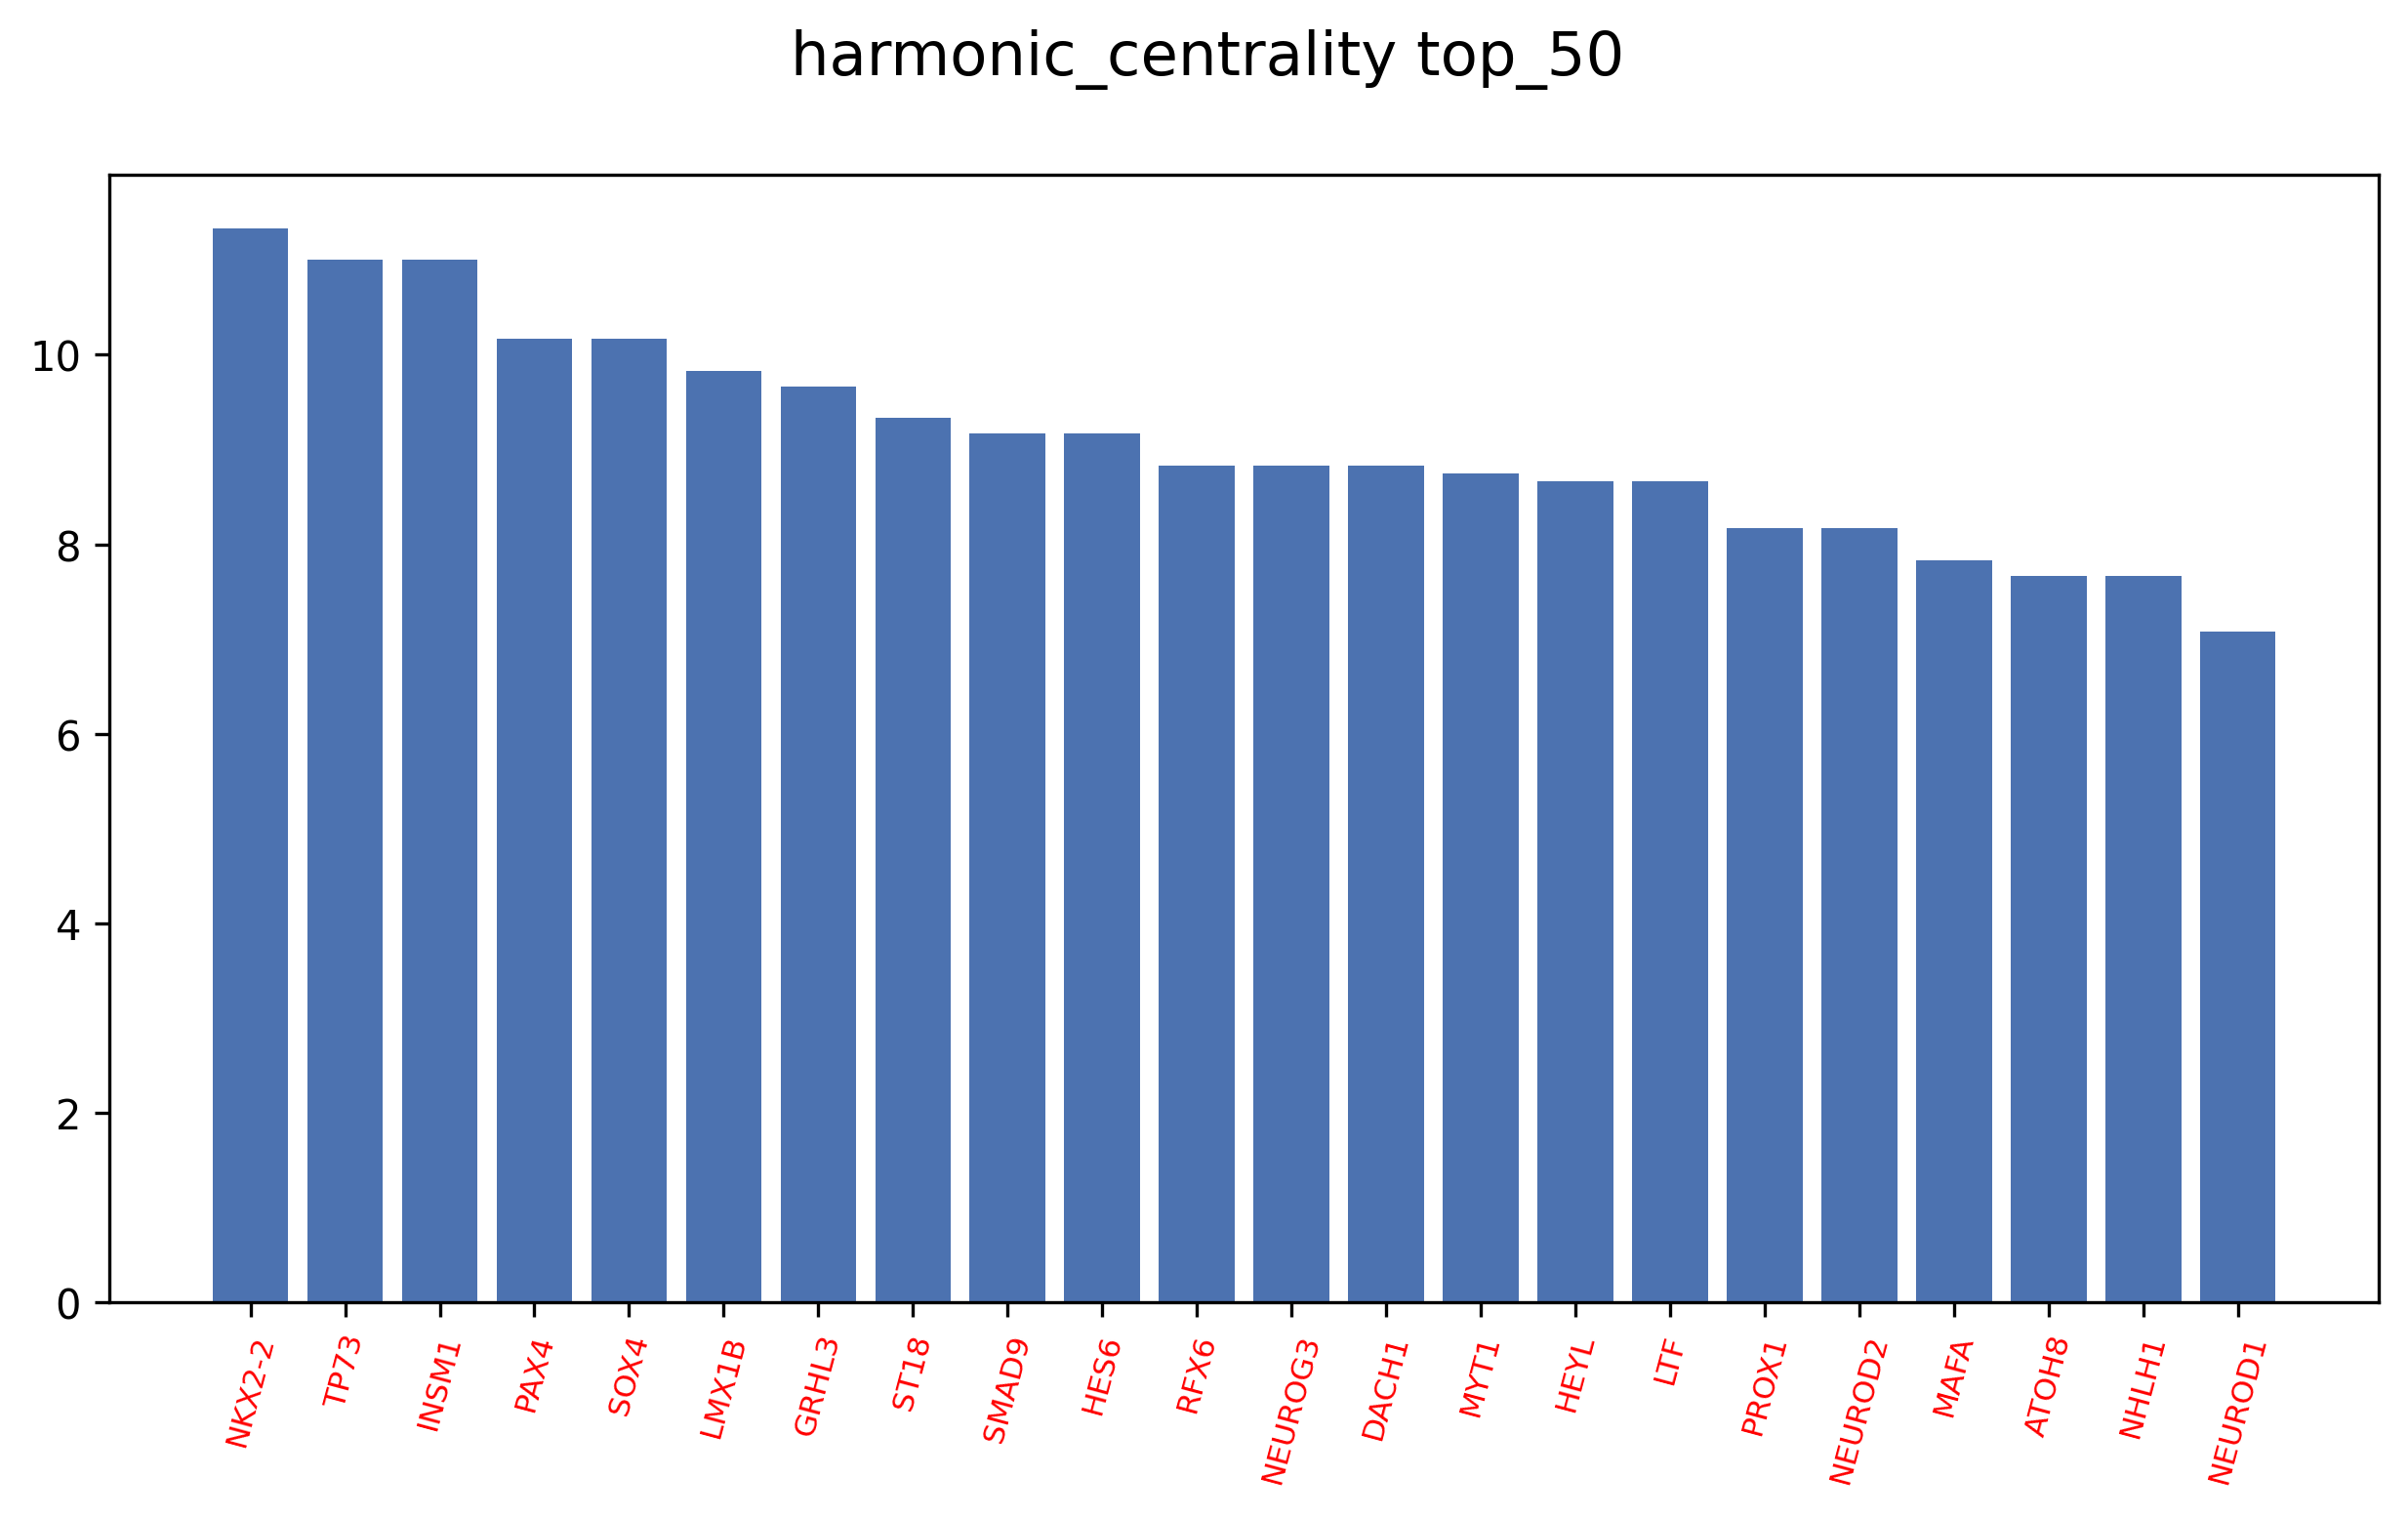 harmonic_centrality top_50
10
8
6
4
2
0
NKX2-2
TP73
INSM1
PAX4
SOX4
LMX1B
GRHL3
ST18
SMAD9
HES6
RFX6
NEUROG3
DACH1
MYT1
HEYL
LTF
PROX1
NEUROD2
MAFA
ATOH8
NHLH1
NEUROD1